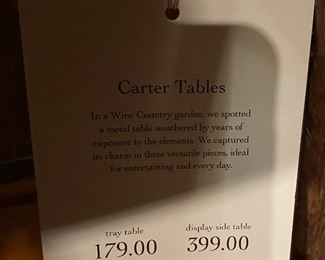 Carter Tables
In a Wine Country garden, we spotted
a metal table weathered by years of
exposure to the elements. We captured
its charm in these versatile pieces, ideal
for entertaining and every day.
tray table display side table
179.00 399.00